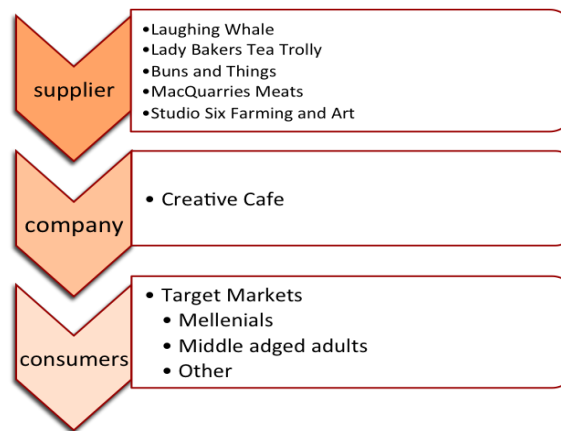 supplier
•Laughing Whale
•Lady Bakers Tea Trolly
•Buns and Things
•MacQuarries Meats
•Studio Six Farming and Art
company
• Creative Cafe
consumers
• Target Markets
• Mellenials
• Middle adged adults
• Other